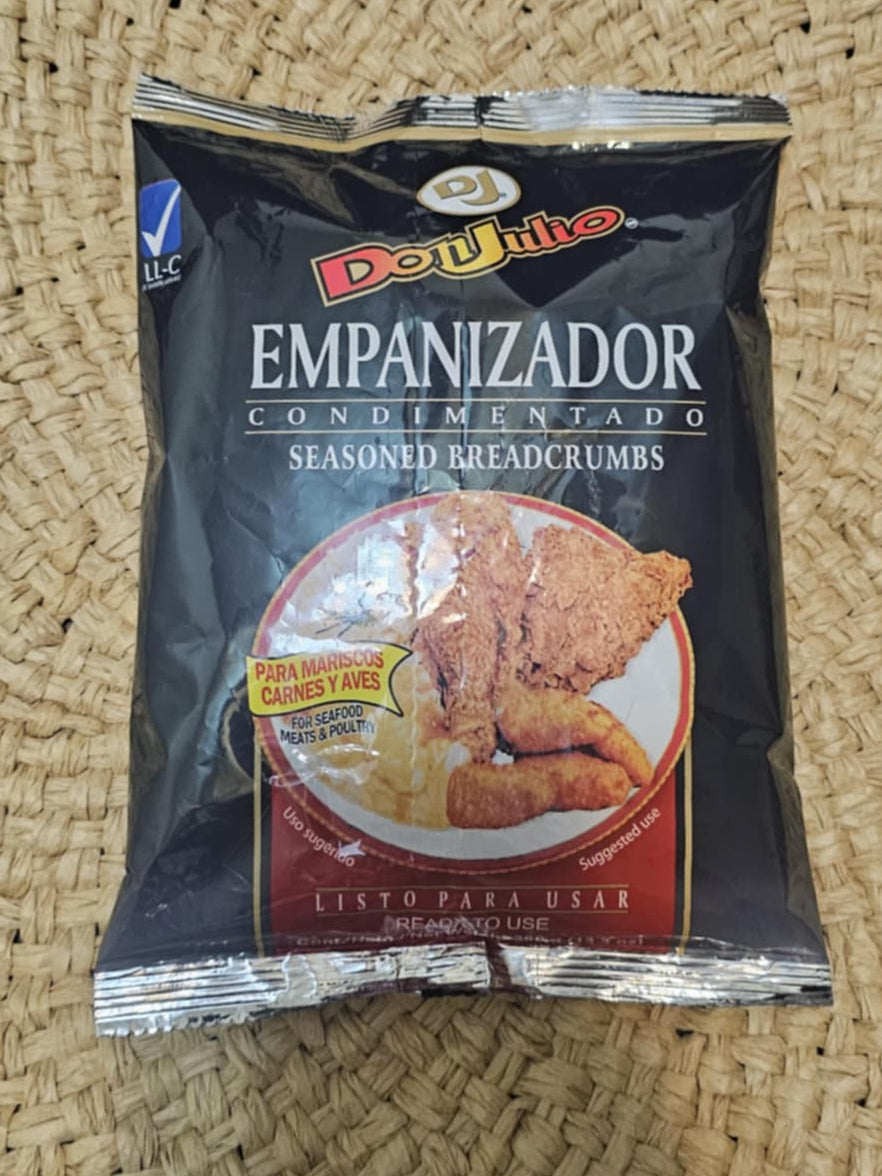 DJ
DonJulio
LL-C
EMPANIZADOR
CONDIMENTADO
SEASONED BREADCRUMBS
PARA MARISCOS
CARNES Y AVES
FOR SEAFOOD
MEATS & POULTRY
Uso sugerido
Suggested use
LISTO PARA USAR
READY TO USE